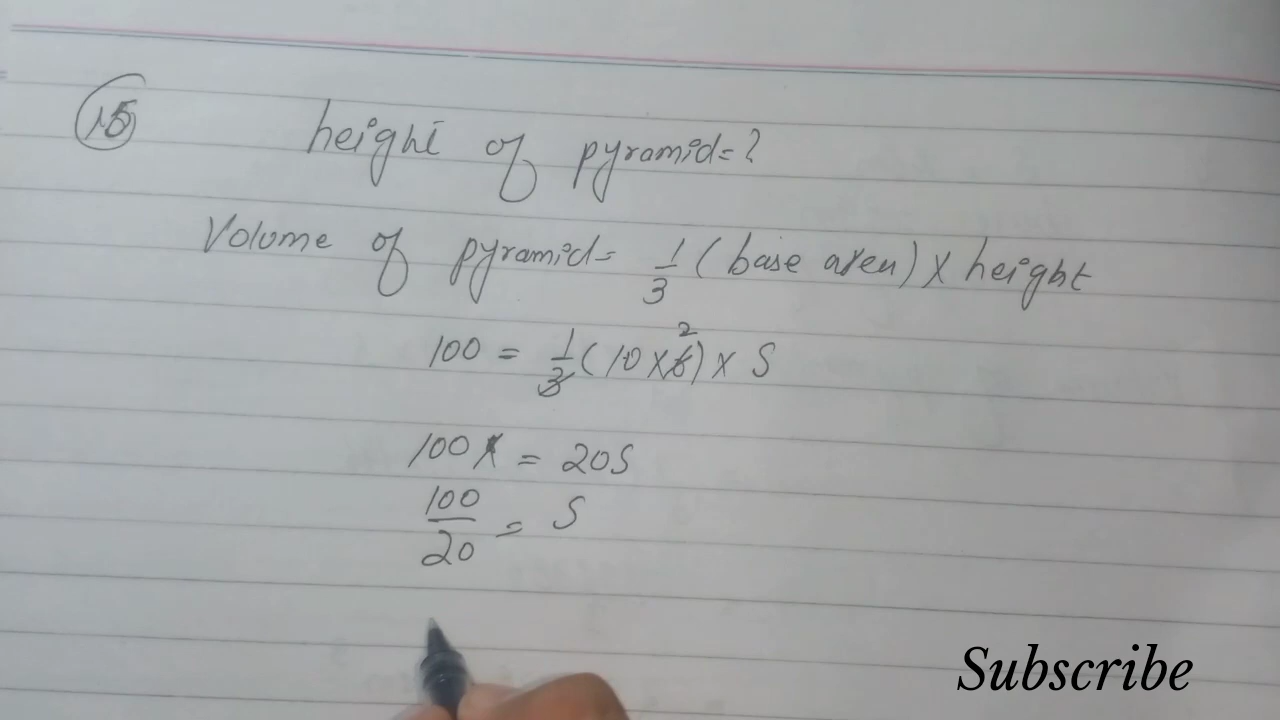 15
height of pyramid = ?
Volume of pyramid = 1/3 (base area) × height
100 = 1/3 (10 × 6) × S
2
100 = 20S
100/20 = S
Subscribe